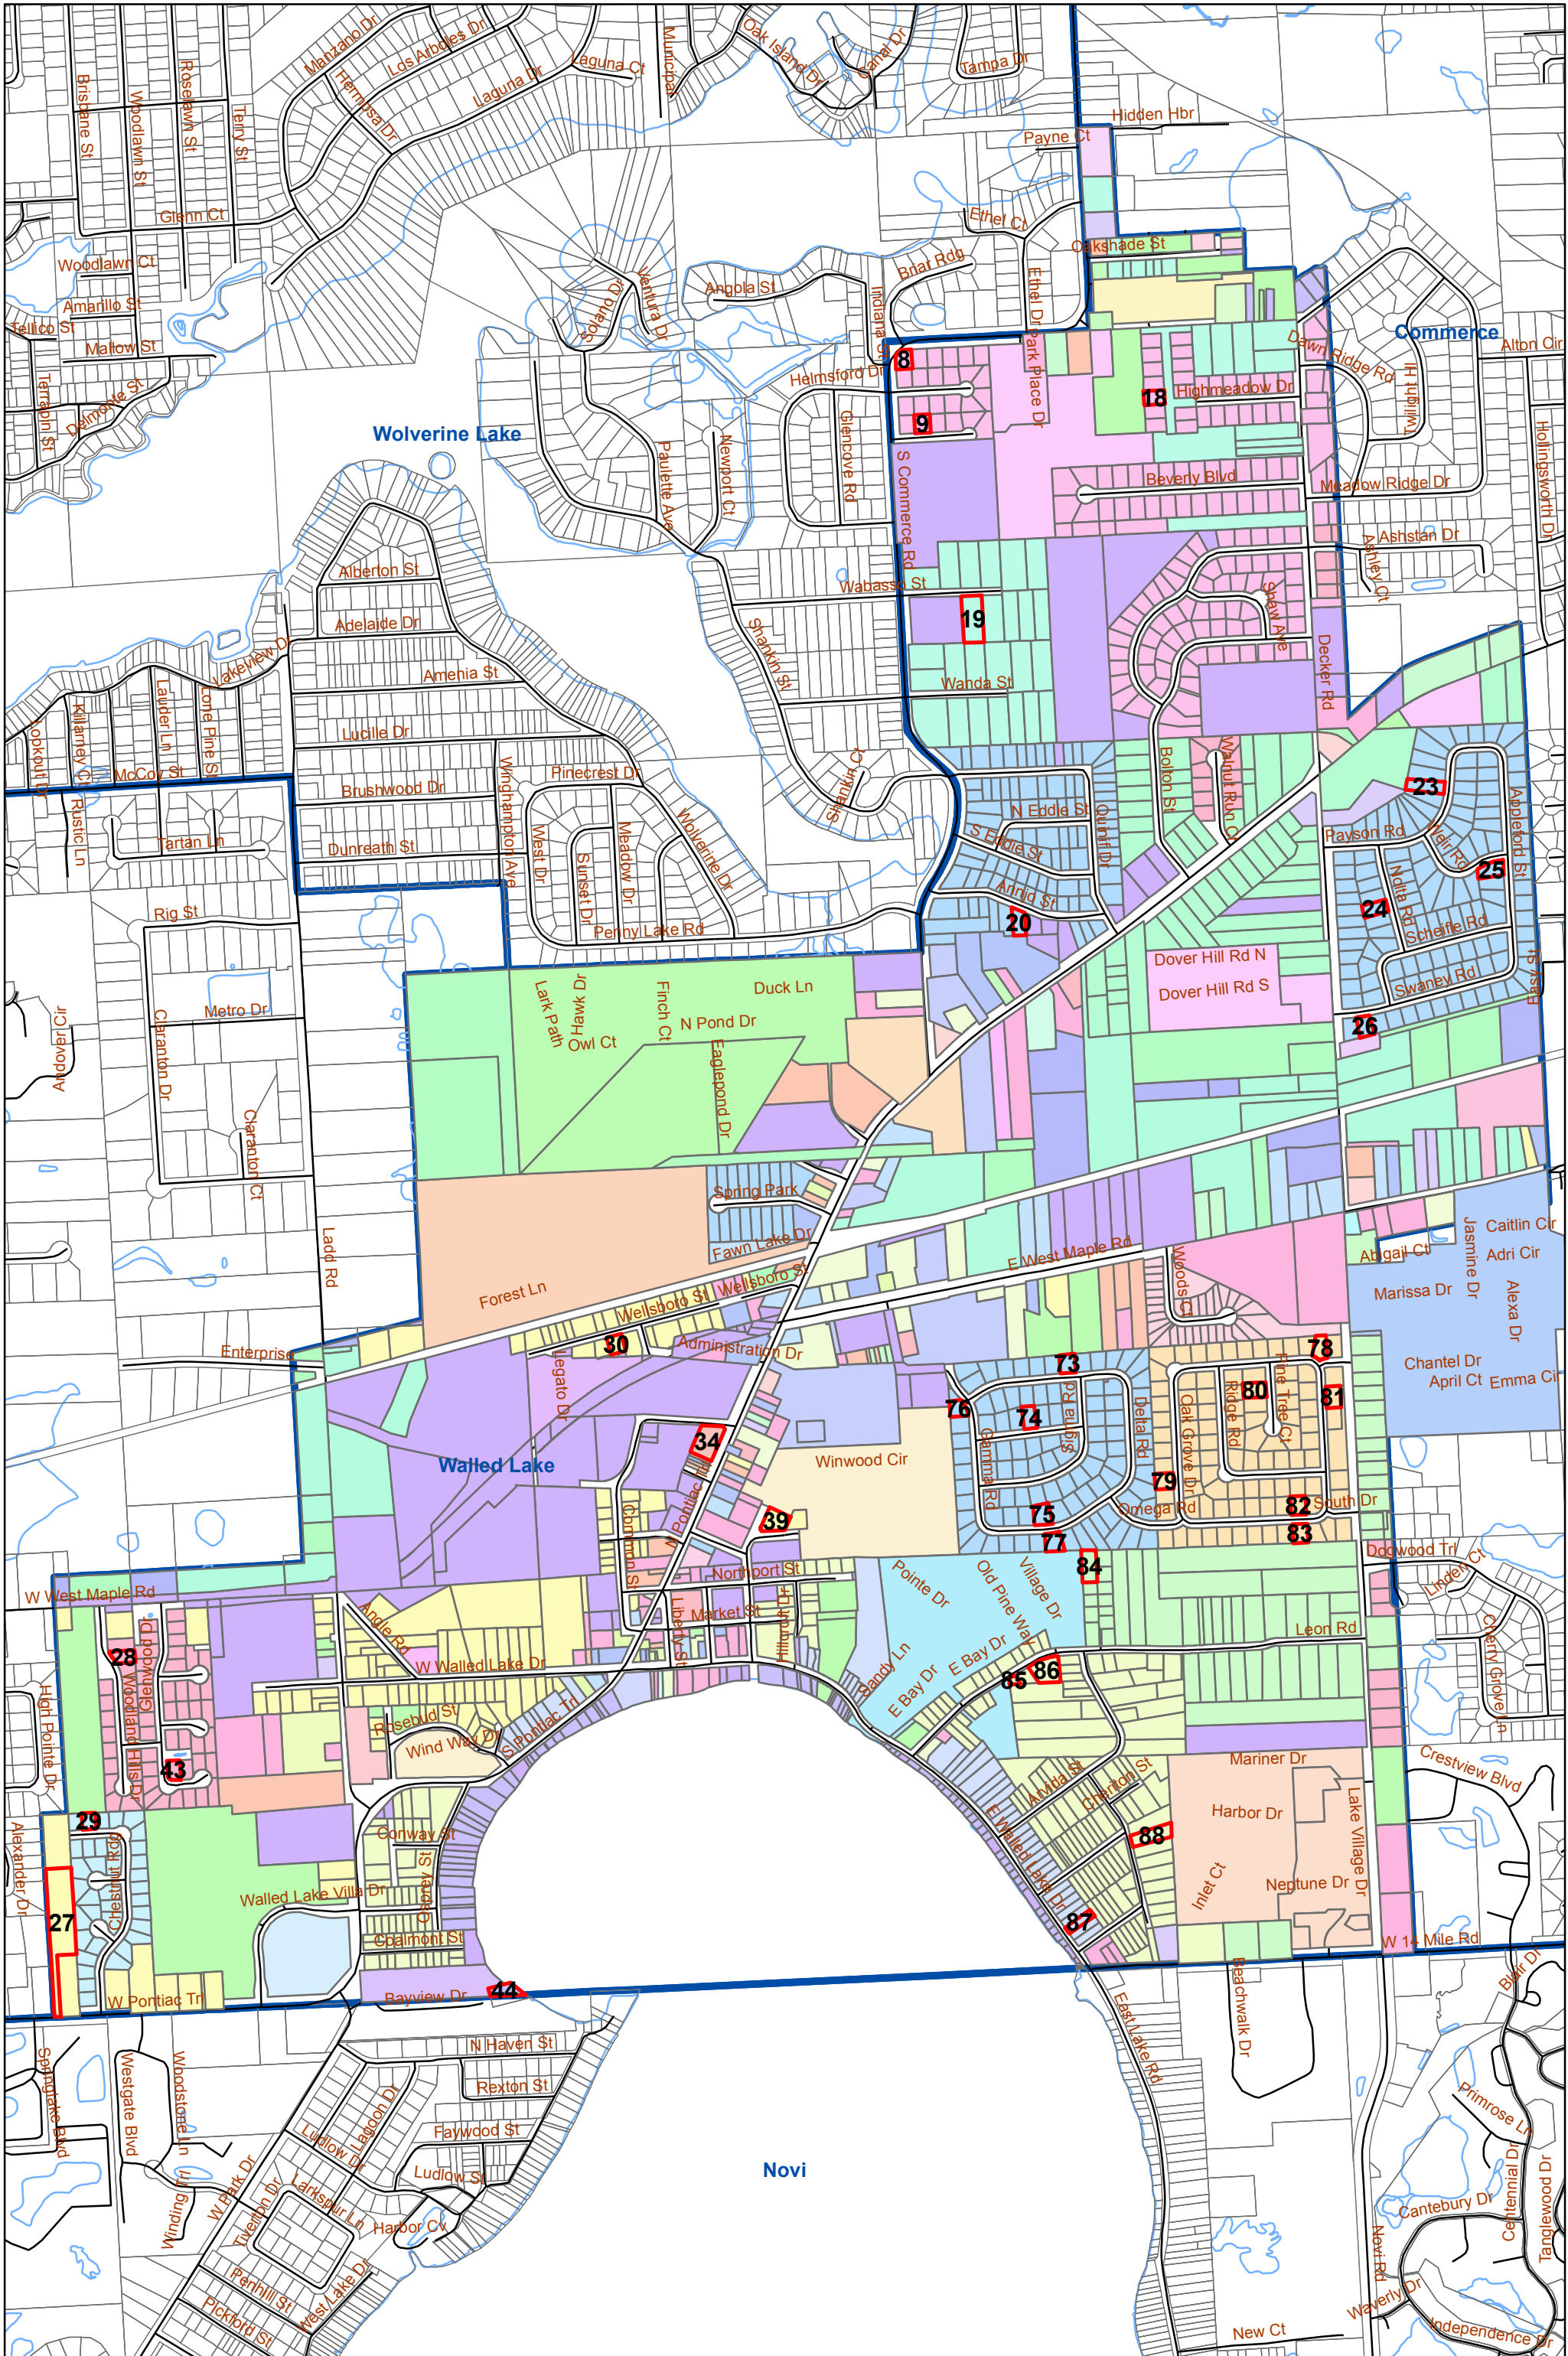 Manzano Dr
Los Arboles Dr
Hermosa Dr
Laguna Dr
Laguna Ct
Municipal
Oak Island Dr
Canal Dr
Tampa Dr
Brisbane St
Woodlawn St
Roselawn St
Terry St
Hidden Hbr
Payne Ct
Glenn Ct
Ethel Ct
Oakshade St
Woodlawn Ct
Briar Rdg
Amarillo St
Solano Dr
Ventura Dr
Angola St
Indiana St
Ethel Dr
Tellico St
Mallow St
Commerce
Dawn Ridge Rd
Alton Cir
Twilight Hl
Terrapin St
Delmonte St
Helmsford Dr
8
Park Place Dr
18
Highmeadow Dr
Wolverine Lake
9
Glencove Rd
Newport Ct
Paulette Ave
S Commerce Rd
Beverly Blvd
Meadow Ridge Dr
Hollingsworth Dr
Ashstan Dr
Ashley Ct
Alberton St
Wabasso St
Shaw Ave
19
Adelaide Dr
Shankin St
Lakeview Dr
Amenia St
Wanda St
Decker Rd
Lookout Dr
Killarney Ct
Lauder Ln
Lone Pine St
Lucille Dr
McCoy St
Rustic Ln
Brushwood Dr
Winghampton Ave
Pinecrest Dr
Shankin Ct
Bolton St
Walnut Run Ct
23
N Eddie St
S Eddie St
Quinif Dr
Payson Rd
Weir Rd
Appleford St
Tartan Ln
Dunreath St
West Dr
Sunset Dr
Meadow Dr
Wolverine Dr
25
Annid St
20
24
Nolta Rd
Scheifle Rd
Rig St
Penny Lake Rd
Dover Hill Rd N
Dover Hill Rd S
Swaney Rd
East St
26
Lark Path
Hawk Dr
Owl Ct
Finch Ct
Duck Ln
N Pond Dr
Eaglepond Dr
Metro Dr
Claranton Dr
Andover Cir
Claranton Ct
Spring Park
Fawn Lake Dr
Ladd Rd
Forest Ln
Wellsboro St
Wellsboro St
E West Maple Rd
Woods Ct
Abigail Ct
Jasmine Dr
Caitlin Cir
Adri Cir
Marissa Dr
Alexa Dr
Enterprise
30
Legato Dr
Administration Dr
Chantel Dr
April Ct
Emma Cir
73
78
76
74
Sigma Rd
Delta Rd
Oak Grove Dr
Ridge Rd
80
Pine Tree Ct
81
Gamma Rd
34
Walled Lake
Winwood Cir
79
Omega Rd
82
South Dr
75
77
83
39
N Pontiac Trl
Common St
84
Dogwood Trl
Linden Ct
Northport St
Pointe Dr
Old Pine Way
Village Dr
W West Maple Rd
Angle Rd
Liberty St
Market St
Hillcroft Dr
Leon Rd
Cherry Grove Ln
28
Woodland Hills Dr
Glenwood Ct
W Walled Lake Dr
Sandy Ln
E Bay Dr
E Bay Dr
85
86
High Pointe Dr
Rosebud St
Wind Way Dr
S Pontiac Trl
43
Mariner Dr
Crestview Blvd
Arvida St
Cheriton St
29
Harbor Dr
Lake Village Dr
Alexander Dr
Conway St
Chestnut Rdg
88
E Walled Lake Dr
Walled Lake Villa Dr
Osprey St
Neptune Dr
Inlet Ct
27
87
Coalmont St
W 14 Mile Rd
44
W Pontiac Trl
Bayview Dr
Beachwalk Dr
Blair Dr
East Lake Rd
Springlake Blvd
Westgate Blvd
Woodstone Ln
N Haven St
Rexton St
Lagoon Dr
Faywood St
Ludlow Dr
Ludlow St
Primrose Ln
Novi
Winding Trl
W Park Dr
Tiverton Dr
Larkspur Ln
Harbor Cv
Centennial Dr
Tanglewood Dr
Cantebury Dr
Penhill St
West Lake Dr
Pickford St
Novi Rd
Waverly Dr
Independence Dr
New Ct